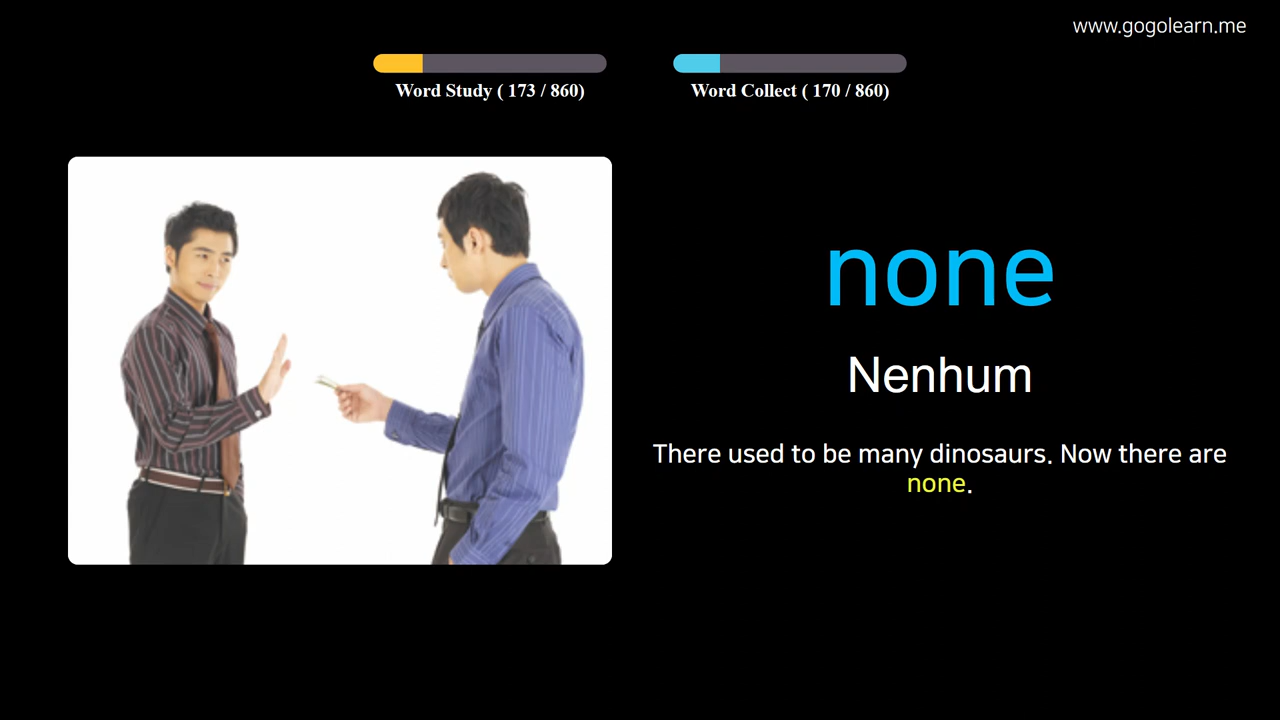 www.gogolearn.me
Word Study ( 173 / 860)
Word Collect ( 170 / 860)
none
Nenhum
There used to be many dinosaurs. Now there are
none.